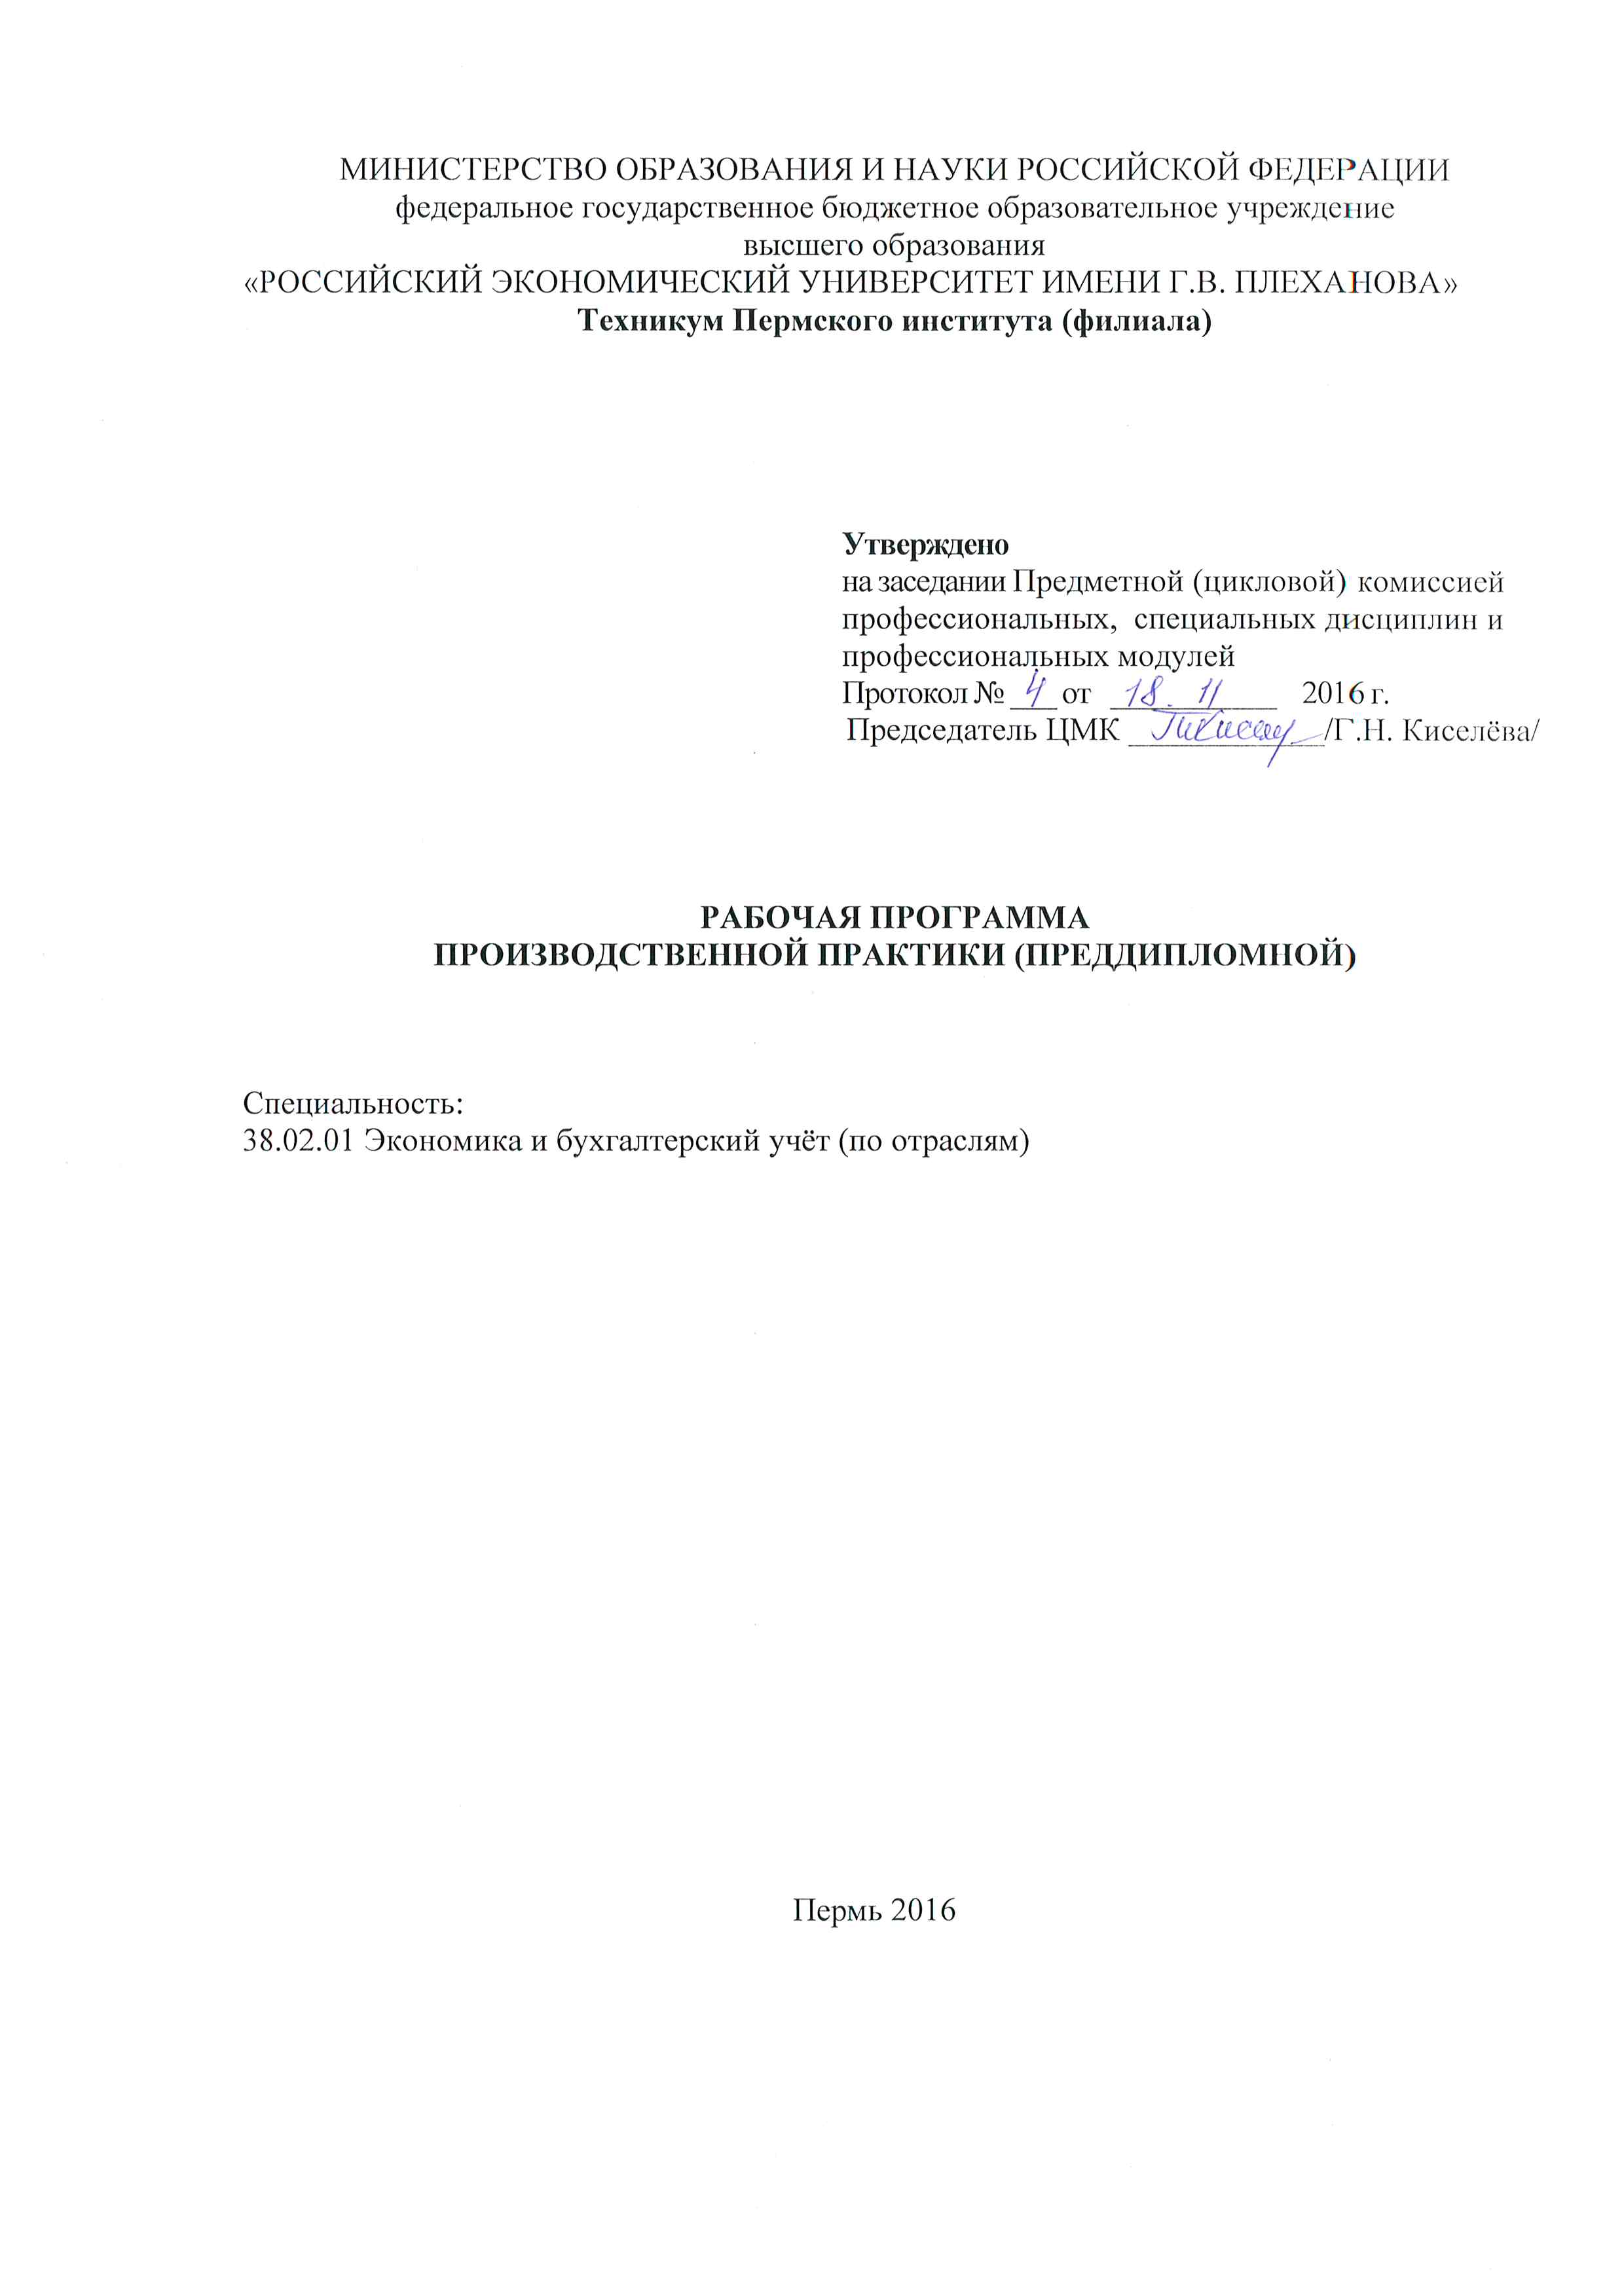 МИНИСТЕРСТВО ОБРАЗОВАНИЯ И НАУКИ РОССИЙСКОЙ ФЕДЕРАЦИИ
федеральное государственное бюджетное образовательное учреждение
высшего образования
«РОССИЙСКИЙ ЭКОНОМИЧЕСКИЙ УНИВЕРСИТЕТ ИМЕНИ Г.В. ПЛЕХАНОВА»
Техникум Пермского института (филиала)
Утверждено
на заседании Предметной (цикловой) комиссией
профессиональных, специальных дисциплин и
профессиональных модулей
Протокол № 4 от 18. 11 2016 г.
Председатель ЦМК /Г.Н. Киселёва/
РАБОЧАЯ ПРОГРАММА
ПРОИЗВОДСТВЕННОЙ ПРАКТИКИ (ПРЕДДИПЛОМНОЙ)
Специальность:
38.02.01 Экономика и бухгалтерский учёт (по отраслям)
Пермь 2016